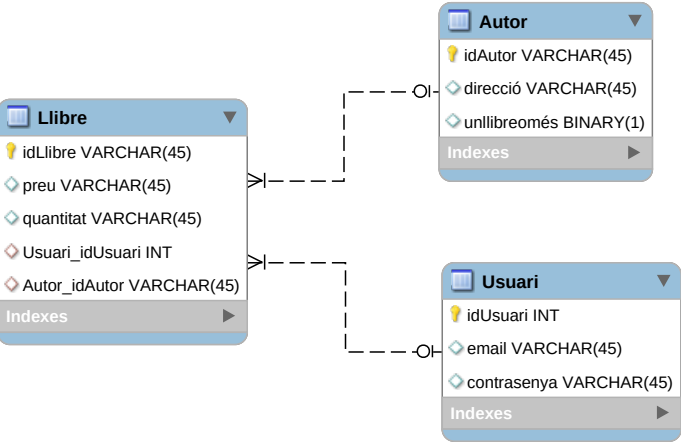 Autor
idAutor VARCHAR(45)
direcció VARCHAR(45)
unllibreomés BINARY(1)
Indexes
Llibre
idLlibre VARCHAR(45)
preu VARCHAR(45)
quantitat VARCHAR(45)
Usuari_idUsuari INT
Autor_idAutor VARCHAR(45)
Indexes
Usuari
idUsuari INT
email VARCHAR(45)
contrasenya VARCHAR(45)
Indexes